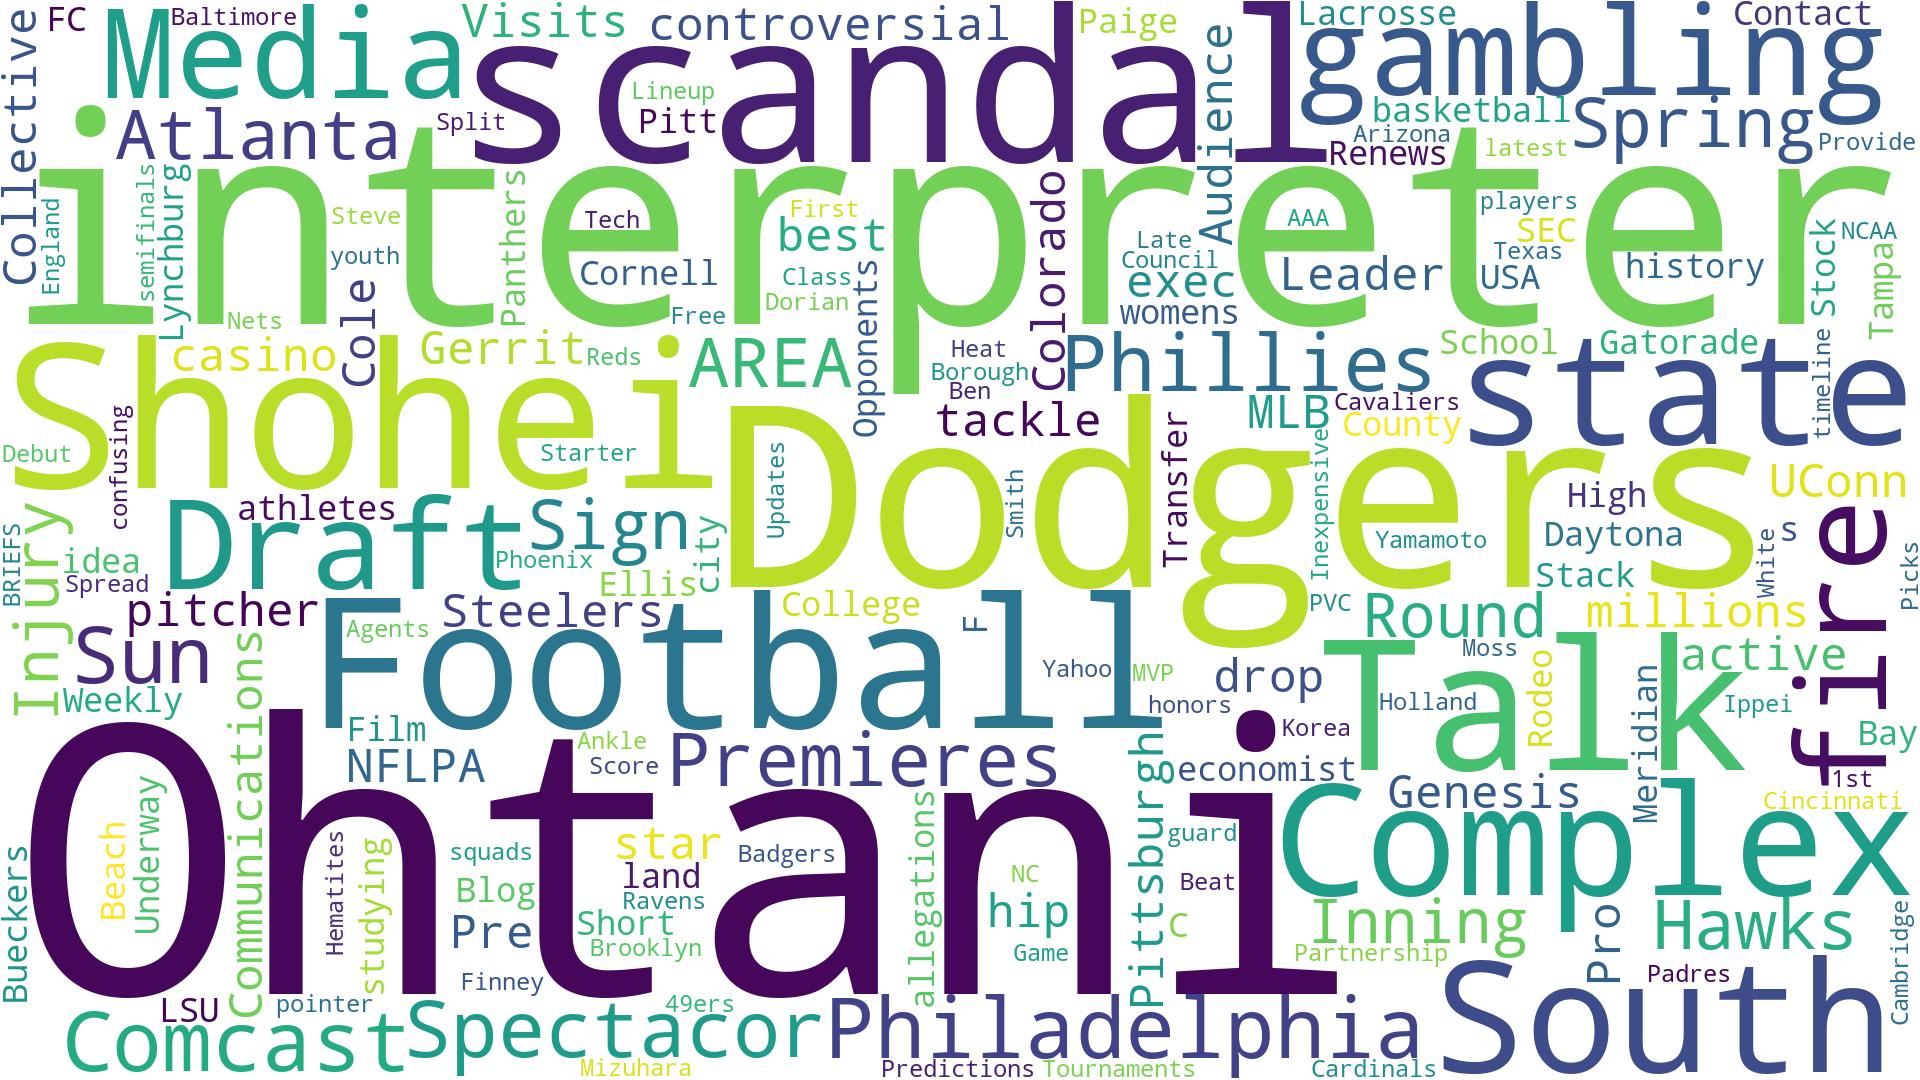 FC
Baltimore
Media
Visits
controversial
scandal
Paige
Lacrosse
Contact
gambling
Collective
Atlanta
Split
Lineup
Pitt
Audience
basketball
Arizona
Renews
latest
Spring
Provide
interpreter
England
semifinals
Lynchburg
Steve
youth
Panthers
Tech
Cornell
First
best
Class
Dorian
Free
Opponents
Colorado
Late
Council
exec
womens
AAA
Leader
players
SEC
Texas
USA
history
Stock
NCAA
Tampa
Nets
Shohei
casino
Cole
Gerrit
Reds
AREA
Heat
Borough
Ben
Phillies
School
Gatorade
timeline
state
tackle
MLB
Cavaliers
County
Debut
confusing
Starter
Dodgers
Updates
Smith
Transfer
Inexpensive
UConn
High
Yamamoto
Daytona
s
White
Stack
Picks
fire
Injury
BRIEFS
idea
Spread
athletes
Draft
Sign
Phoenix
Ellis
city
PVC
Round
millions
pitcher
Sun
Agents
Steelers
College
F
Football
Yahoo
MVP
honors
drop
Talk
Moss
Holland
Rodeo
Meridian
active
Ippei
Bay
Weekly
Communications
Film
NFLPA
Ankle
Score
Premieres
Pittsburgh
Korea
economist
Genesis
1st
Cincinnati
Ohtani
Beach
Underway
Hematites
studying
squads
Blog
Pre
Finney
star
land
Ravens
Short
Brooklyn
Badgers
allegations
NC
hip
Game
guard
Beat
C
Complex
Inning
Partnership
Pro
Hawks
Padres
Cambridge
Bueckers
LSU
pointer
49ers
Comcast
Spectacor
Mizuhara
Philadelphia
Predictions
Tournaments
Cardinals
South